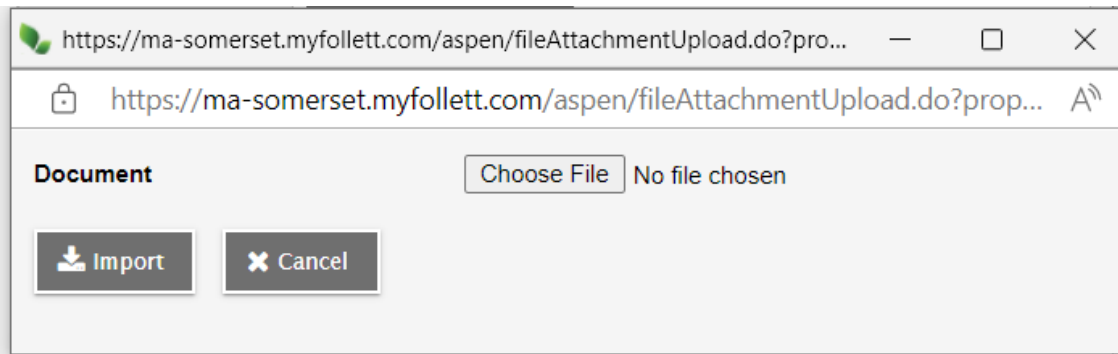 https://ma-somerset.myfollett.com/aspen/fileAttachmentUpload.do?pro...
https://ma-somerset.myfollett.com/aspen/fileAttachmentUpload.do?prop...
Document Choose File No file chosen
Import Cancel